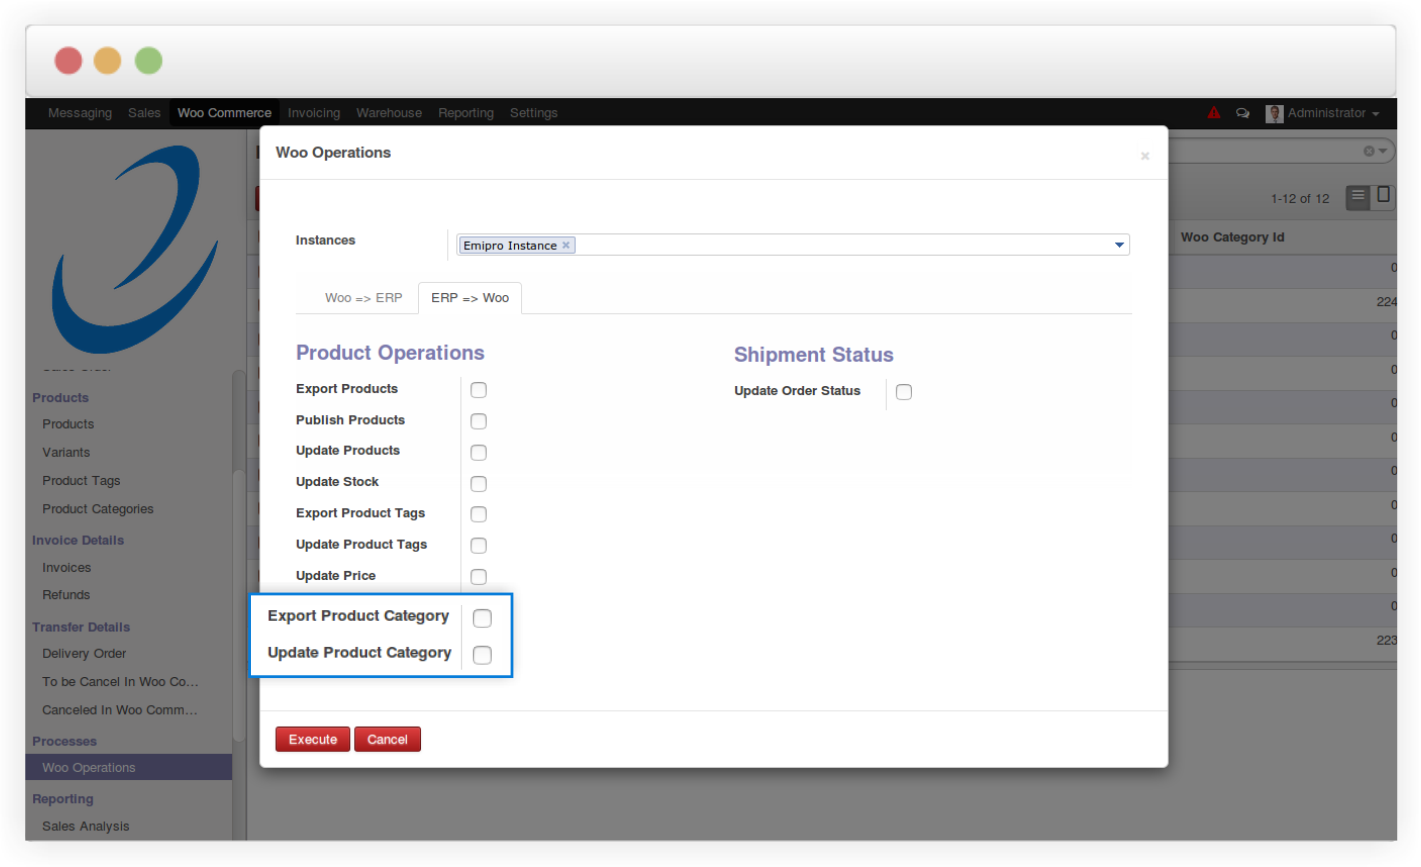 Messaging Sales Woo Commerce Invoicing Warehouse Reporting Settings Administrator
Woo Operations
×
1-12 of 12
Instances
Emipro Instance ×
Woo Category Id
Woo => ERP ERP => Woo
Product Operations
Export Products
Publish Products
Update Products
Update Stock
Export Product Tags
Update Product Tags
Update Price
Export Product Category
Update Product Category
Shipment Status
Update Order Status
Execute Cancel
Products
Products
Variants
Product Tags
Product Categories
Invoice Details
Invoices
Refunds
Transfer Details
Delivery Order
To be Cancel In Woo Co...
Canceled In Woo Comm...
Processes
Woo Operations
Reporting
Sales Analysis
0
224
0
0
0
0
0
0
0
0
0
223